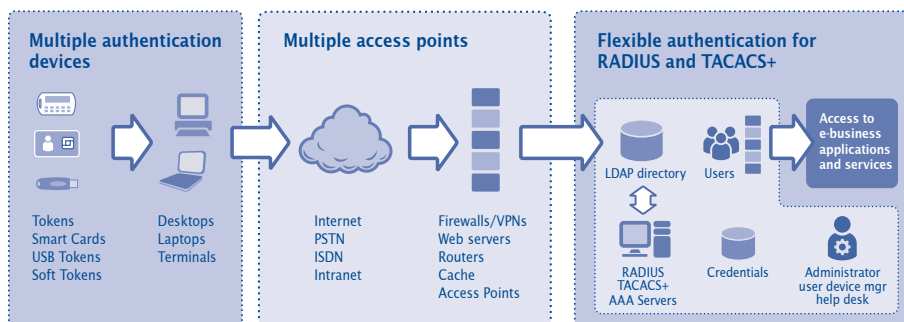 Multiple authentication
devices
Tokens
Smart Cards
USB Tokens
Soft Tokens
Desktops
Laptops
Terminals
Multiple access points
Internet
PSTN
ISDN
Intranet
Firewalls/VPNs
Web servers
Routers
Cache
Access Points
Flexible authentication for
RADIUS and TACACS+
LDAP directory
Users
Access to
e-business
applications
and services
RADIUS
TACACS+
AAA Servers
Credentials
Administrator
user device mgr
help desk